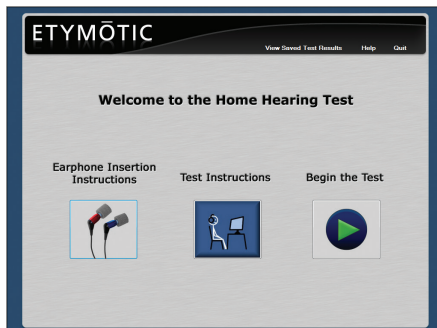 ETYMŌTIC
View Saved Test Results Help Quit
Welcome to the Home Hearing Test
Earphone Insertion
Instructions
Test Instructions
Begin the Test